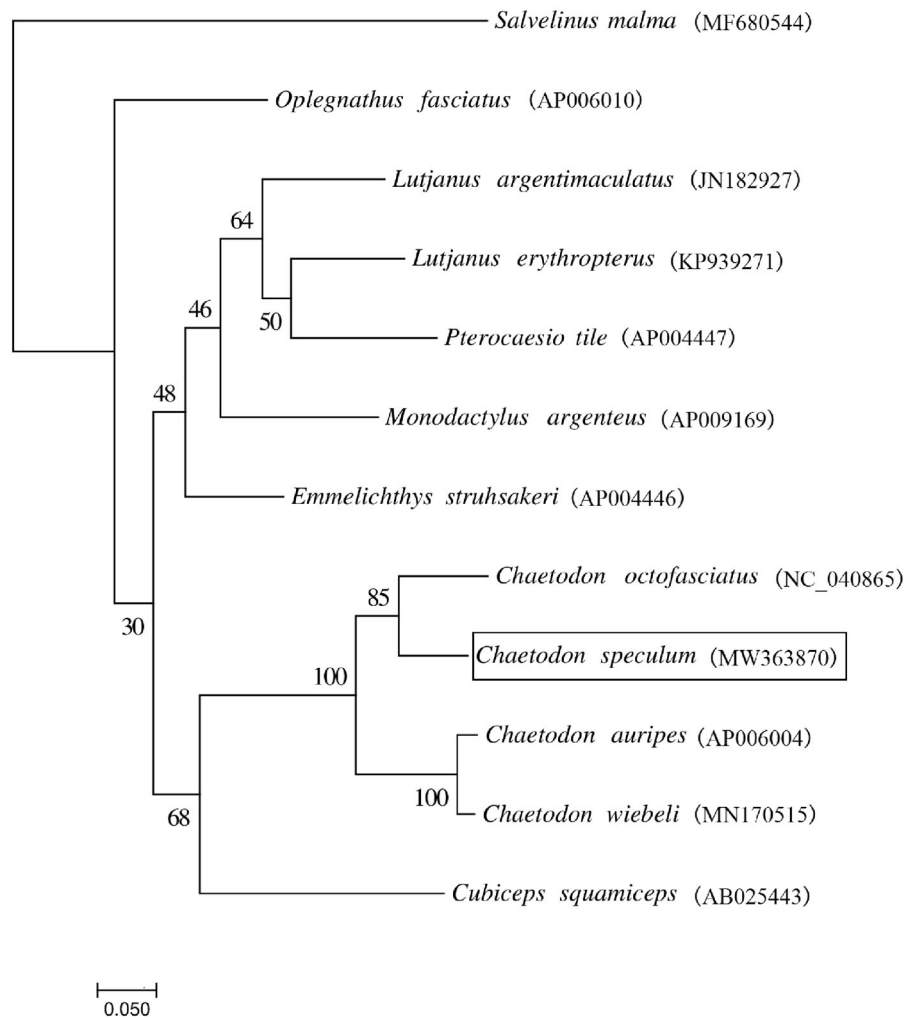 Salvelinus malma (MF680544)
Oplegnathus fasciatus (AP006010)
Lutjanus argentimaculatus (JN182927)
64
Lutjanus erythropterus (KP939271)
46
50
Pterocaesio tile (AP004447)
48
Monodactylus argenteus (AP009169)
Emmelichthys struhsakeri (AP004446)
Chaetodon octofasciatus (NC_040865)
85
30
Chaetodon speculum (MW363870)
100
Chaetodon auripes (AP006004)
100
Chaetodon wiebeli (MN170515)
68
Cubiceps squamiceps (AB025443)
0.050